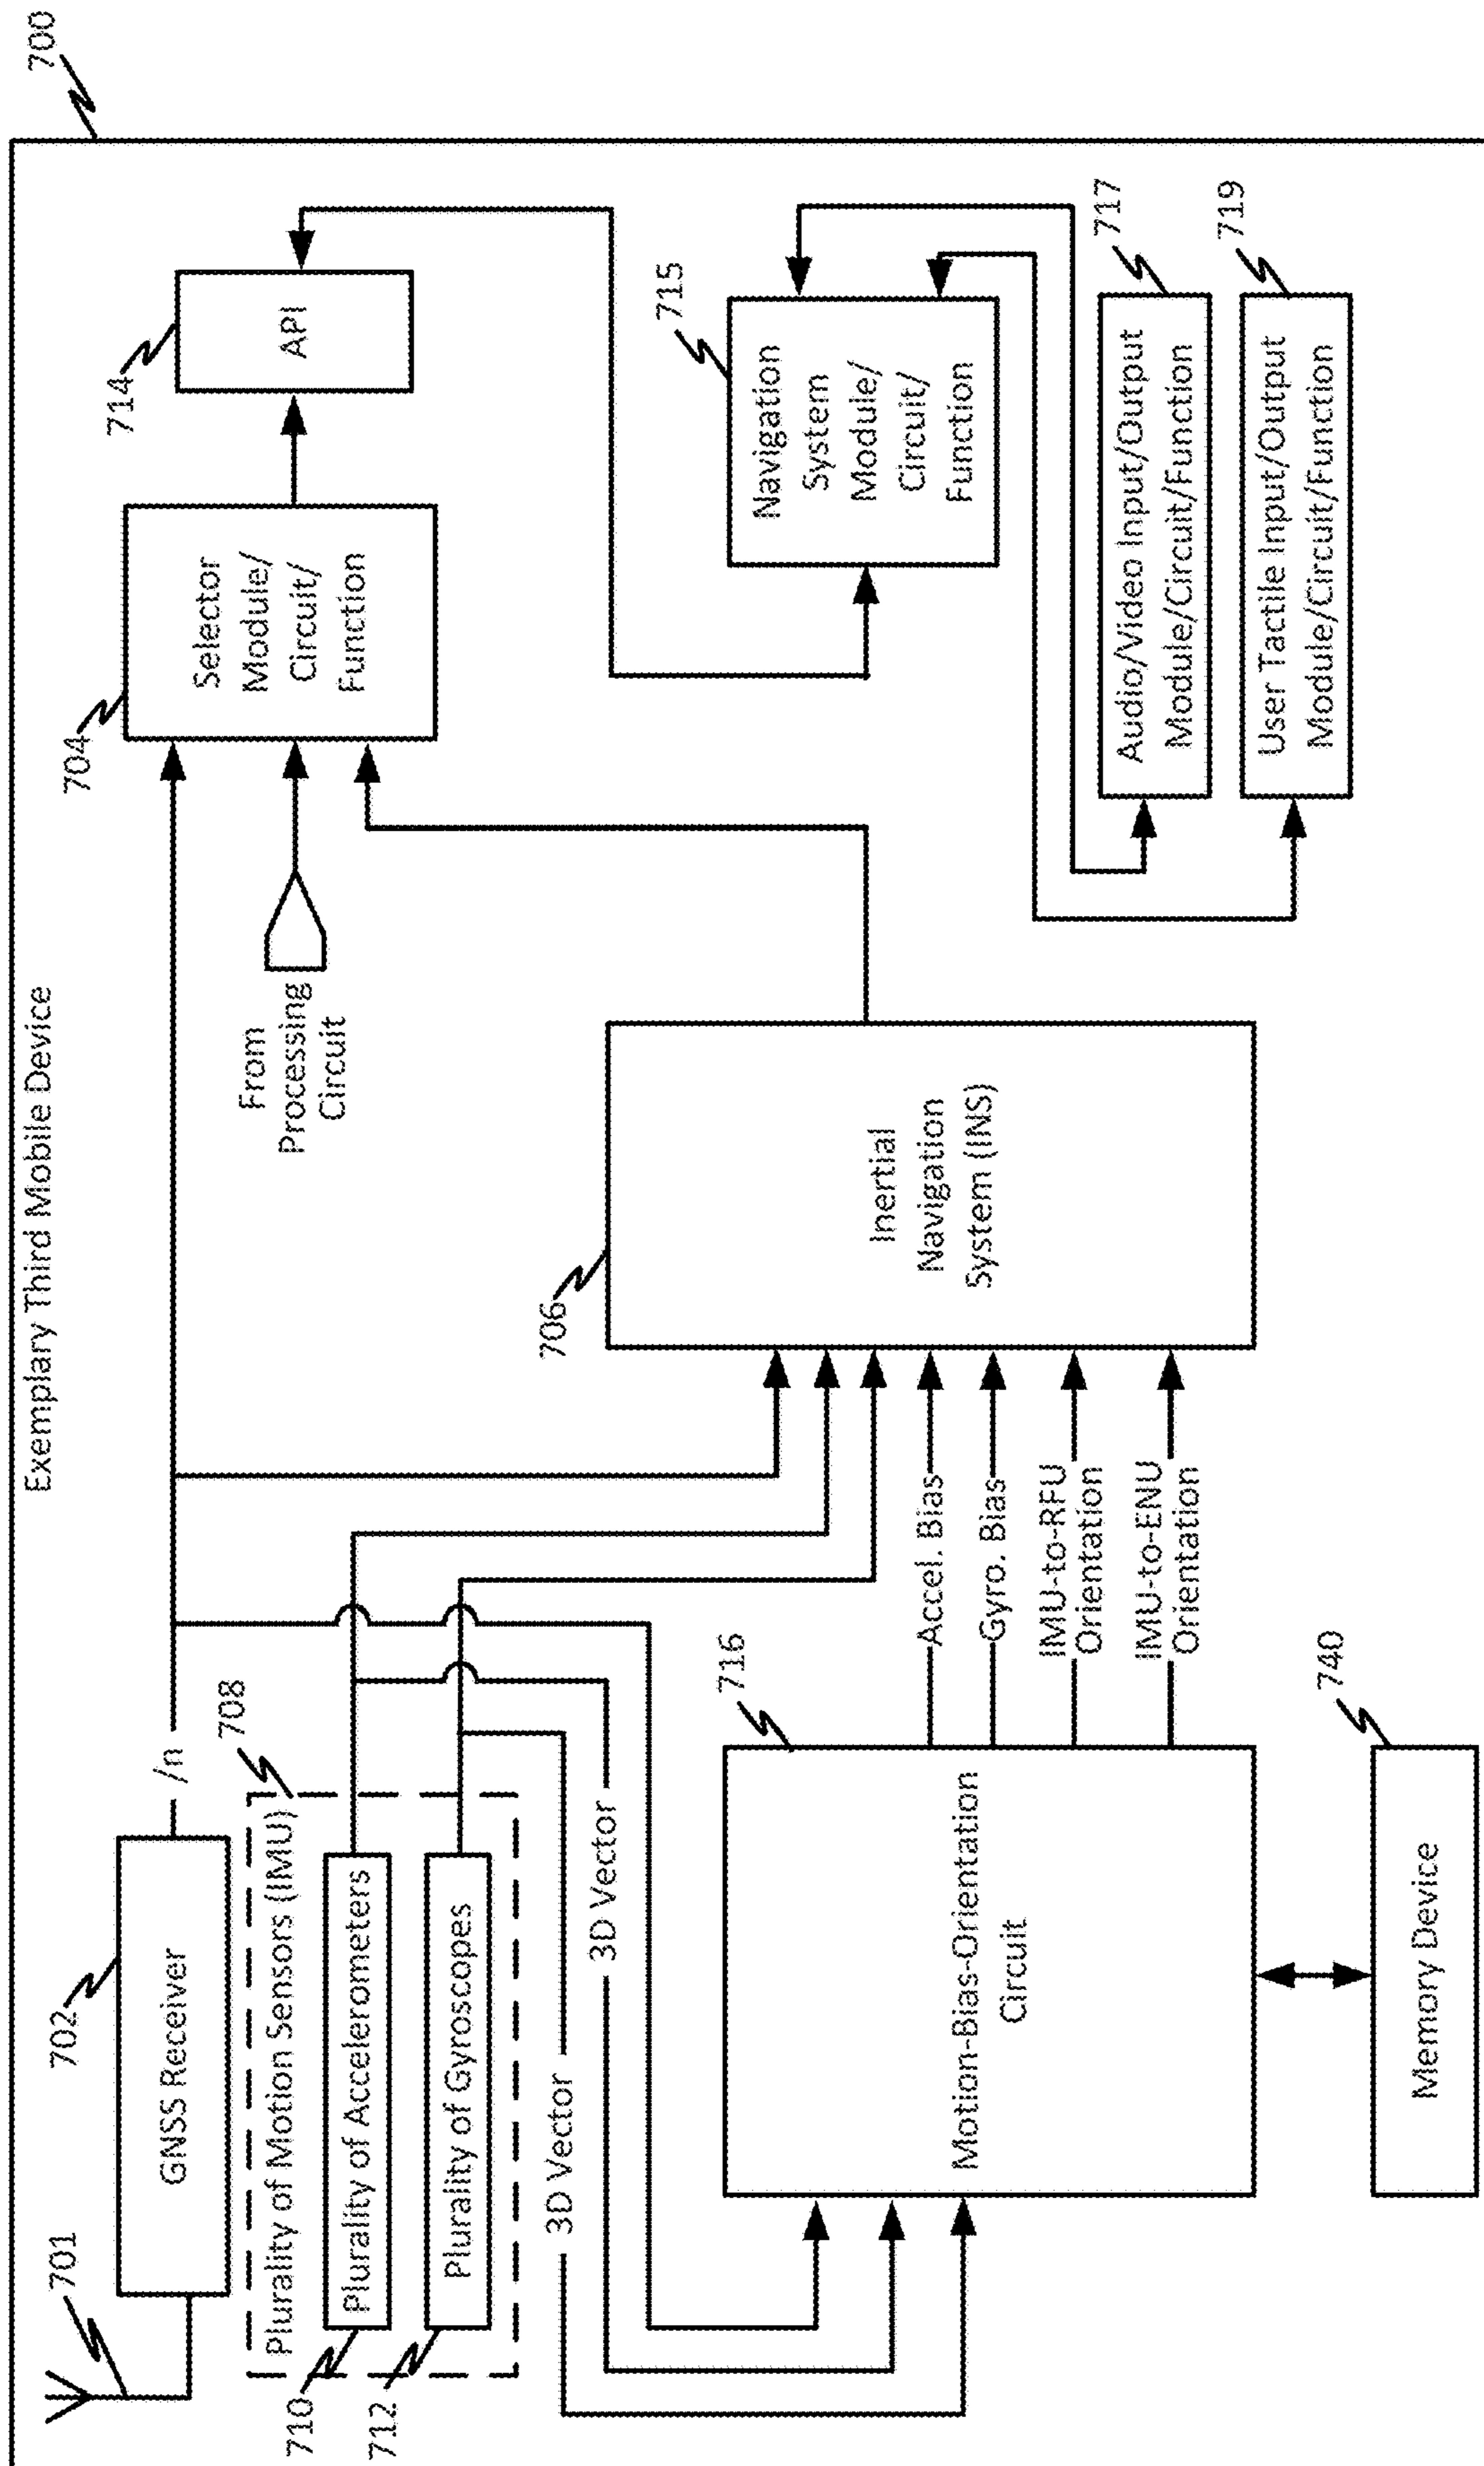 Exemplary Third Mobile Device
700
701
702
GNSS Receiver
/n
708
Plurality of Motion Sensors (IMU)
710
Plurality of Accelerometers
712
Plurality of Gyroscopes
3D Vector
3D Vector
716
Motion-Bias-Orientation
Circuit
740
Memory Device
Accel. Bias
Gyro. Bias
IMU-to-RFU
Orientation
IMU-to-ENU
Orientation
706
Inertial
Navigation
System (INS)
From
Processing
Circuit
704
Selector
Module/
Circuit/
Function
714
API
715
Navigation
System
Module/
Circuit/
Function
717
Audio/Video Input/Output
Module/Circuit/Function
719
User Tactile Input/Output
Module/Circuit/Function